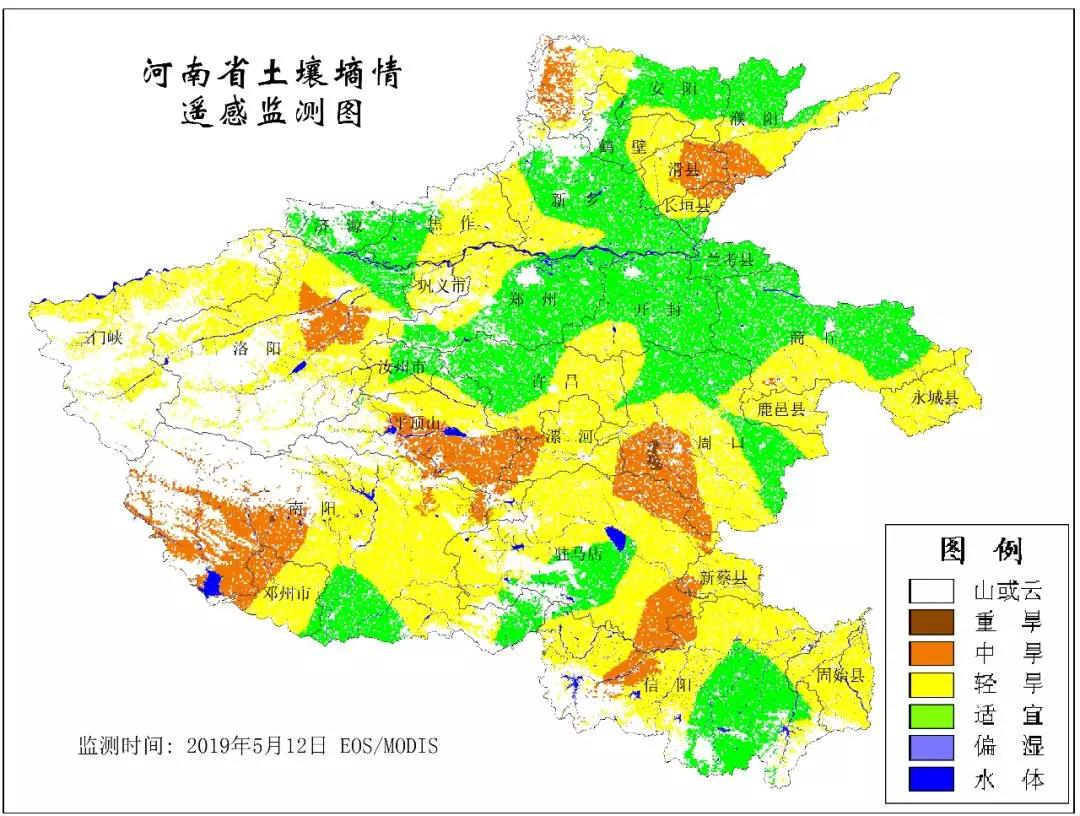 河南省土壤墒情
遥感监测图
安阳
濮阳
鹤壁
滑县
长垣县
新乡
济源
焦作
兰考县
巩义市
郑州
开封
三门峡
洛阳
商丘
汝州市
许昌
永城县
鹿邑县
平顶山
漯河
周口
南阳
驻马店
新蔡县
邓州市
固始县
信阳
图例
山或云
重旱
中旱
轻旱
适宜
偏湿
水体
监测时间: 2019年5月12日 EOS/MODIS